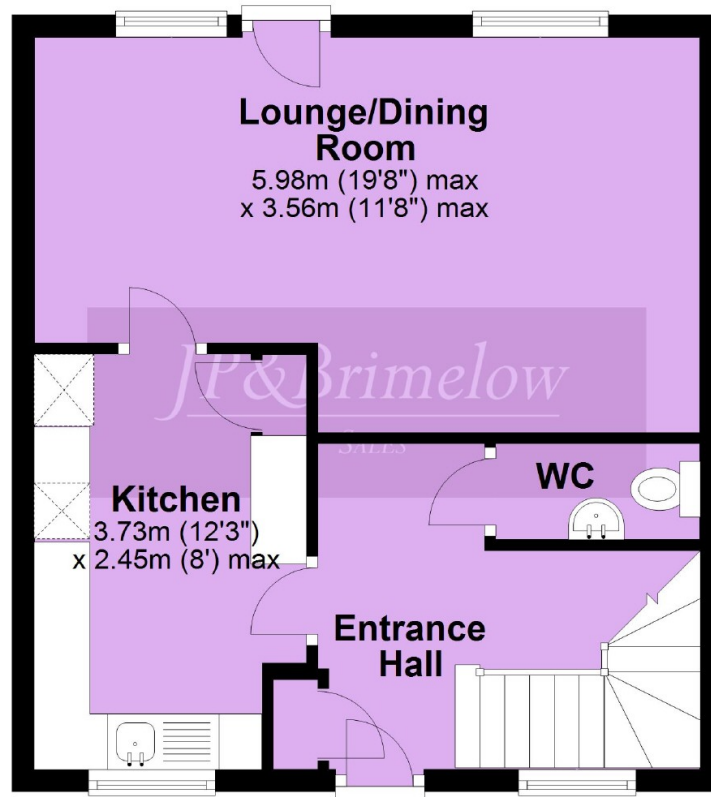 Lounge/Dining
Room
5.98m (19'8") max
x 3.56m (11'8") max
JP&Brimelow
SALES
WC
Kitchen
3.73m (12'3")
x 2.45m (8') max
Entrance
Hall